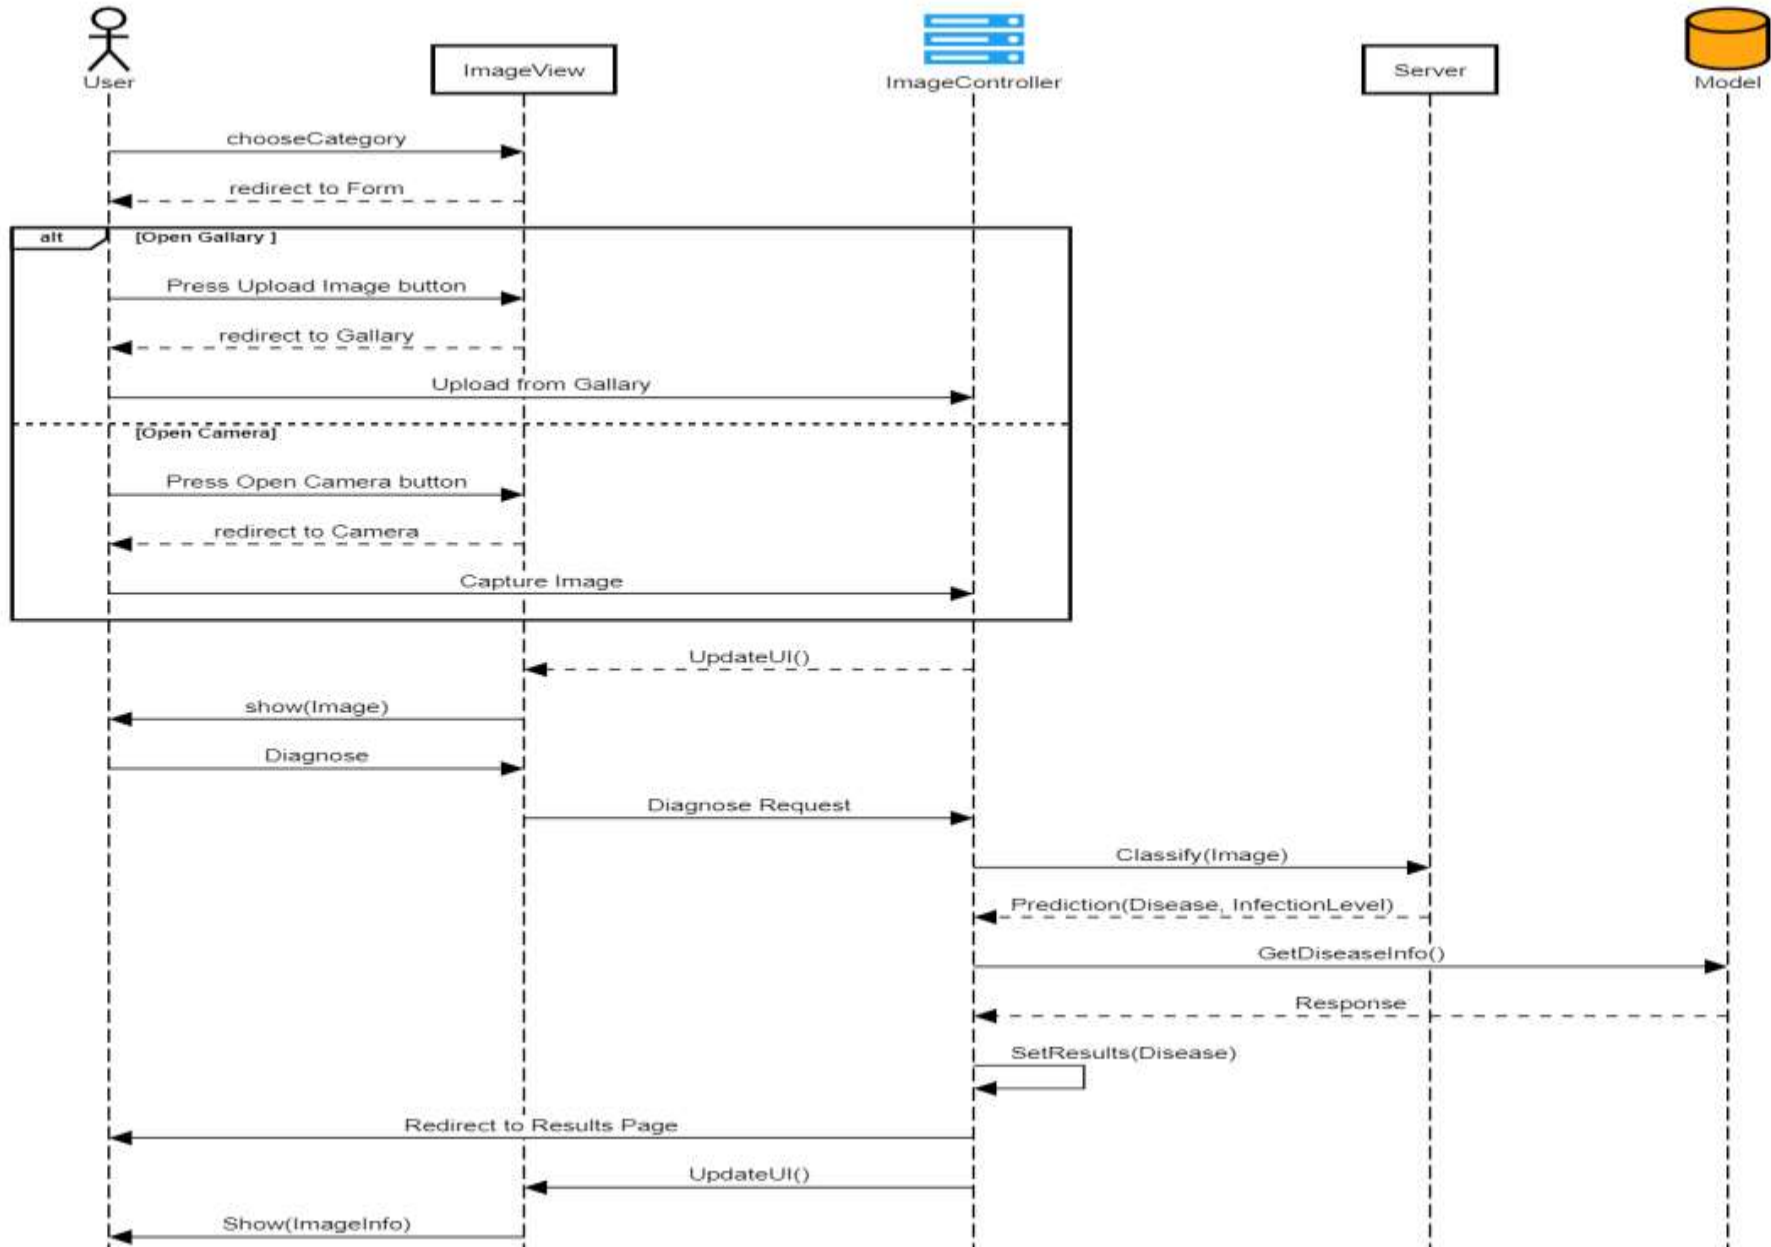 User
ImageView
ImageController
Server
Model
chooseCategory
redirect to Form
alt
[Open Gallary ]
Press Upload Image button
redirect to Gallary
Upload from Gallary
[Open Camera]
Press Open Camera button
redirect to Camera
Capture Image
UpdateUI()
show(Image)
Diagnose
Diagnose Request
Classify(Image)
Prediction(Disease, InfectionLevel)
GetDiseaseInfo()
Response
SetResults(Disease)
Redirect to Results Page
UpdateUI()
Show(ImageInfo)